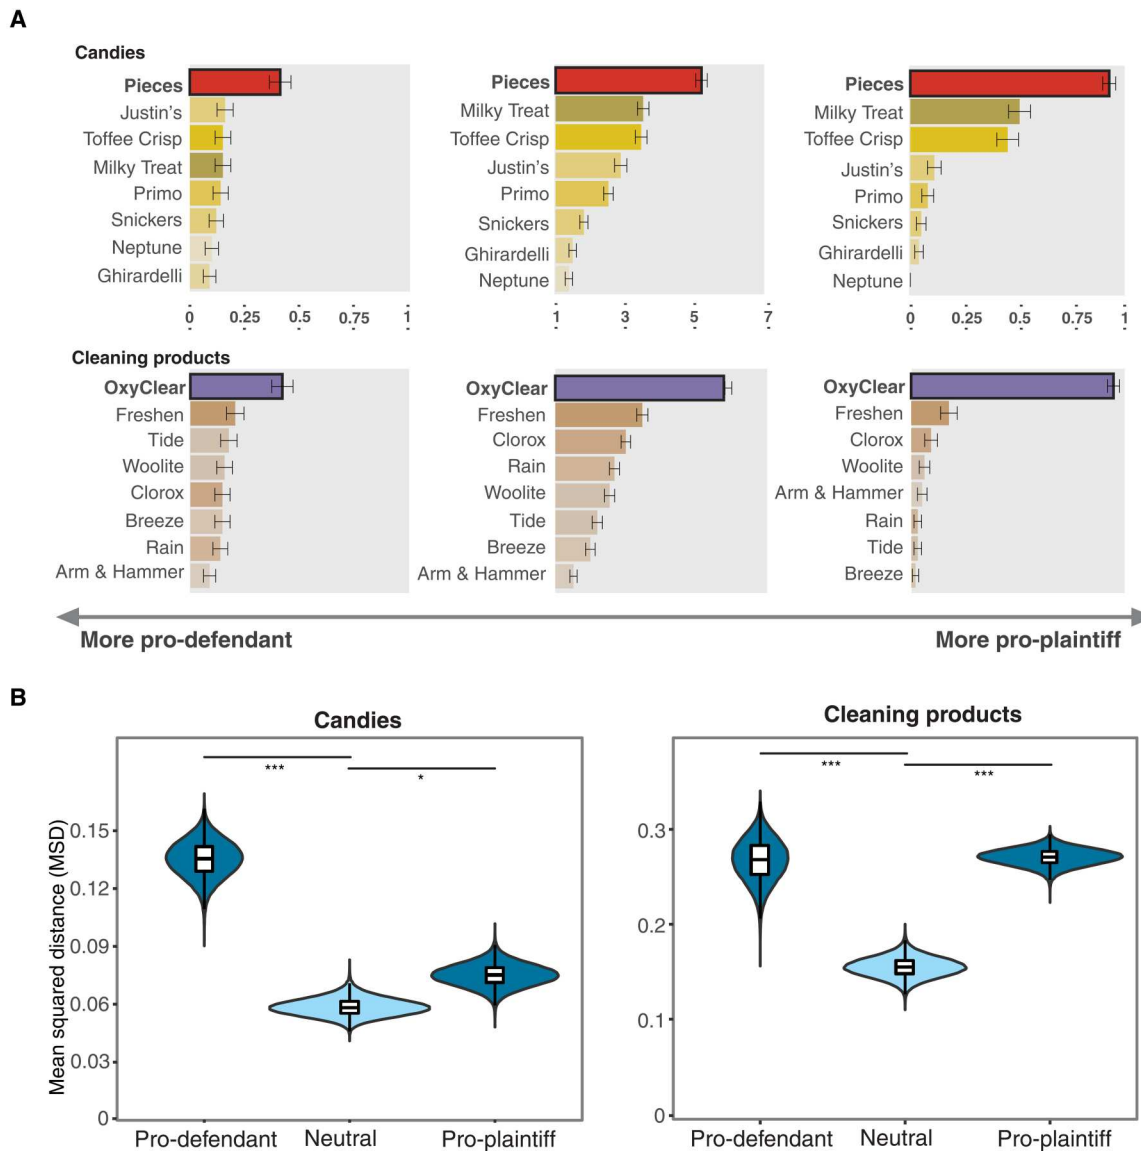 A
Candies
Pieces
Justin's
Toffee Crisp
Milky Treat
Primo
Snickers
Neptune
Ghirardelli
0 0.25 0.5 0.75 1
Pieces
Milky Treat
Toffee Crisp
Justin's
Primo
Snickers
Ghirardelli
Neptune
1 3 5 7
Pieces
Milky Treat
Toffee Crisp
Justin's
Primo
Snickers
Ghirardelli
Neptune
0 0.25 0.5 0.75 1
Cleaning products
OxyClear
Freshen
Tide
Woolite
Clorox
Breeze
Rain
Arm & Hammer
OxyClear
Freshen
Clorox
Rain
Woolite
Tide
Breeze
Arm & Hammer
OxyClear
Freshen
Clorox
Woolite
Arm & Hammer
Rain
Tide
Breeze
More pro-defendant
More pro-plaintiff
B
Candies
Mean squared distance (MSD)
0.15
0.12
0.09
0.06
0.03
0
***
*
Pro-defendant Neutral Pro-plaintiff
Cleaning products
0.3
0.2
0.1
0
***
***
Pro-defendant Neutral Pro-plaintiff